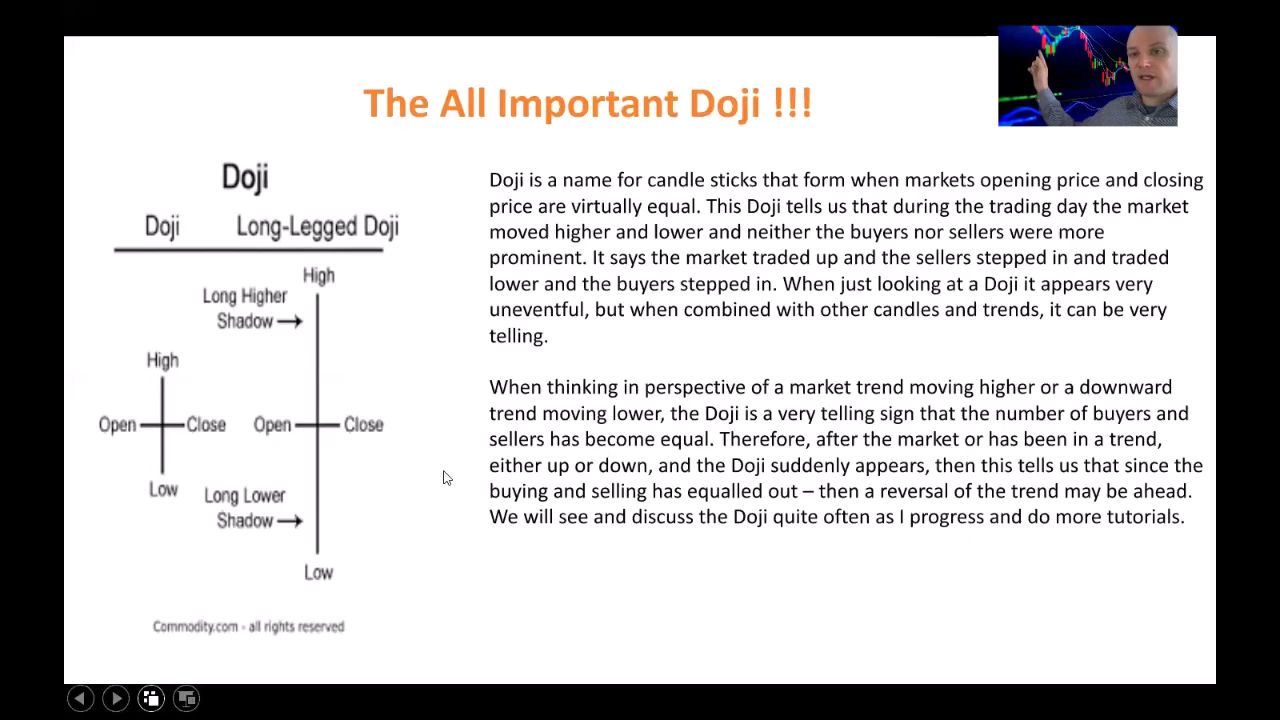 The All Important Doji !!!
Doji
Doji Long-Legged Doji
High
Long Higher
Shadow
High
Open Close Open Close
Low
Long Lower
Shadow
Low
Commodity.com - all rights reserved
Doji is a name for candle sticks that form when markets opening price and closing
price are virtually equal. This Doji tells us that during the trading day the market
moved higher and lower and neither the buyers nor sellers were more
prominent. It says the market traded up and the sellers stepped in and traded
lower and the buyers stepped in. When just looking at a Doji it appears very
uneventful, but when combined with other candles and trends, it can be very
telling.
When thinking in perspective of a market trend moving higher or a downward
trend moving lower, the Doji is a very telling sign that the number of buyers and
sellers has become equal. Therefore, after the market or has been in a trend,
either up or down, and the Doji suddenly appears, then this tells us that since the
buying and selling has equalled out – then a reversal of the trend may be ahead.
We will see and discuss the Doji quite often as I progress and do more tutorials.